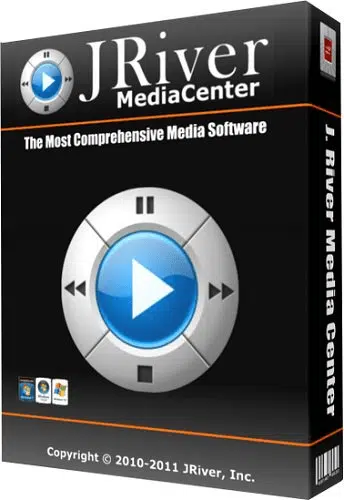 JRiver
MediaCenter
The Most Comprehensive Media Software
Copyright © 2010-2011 JRiver, Inc.
J. River Media Center